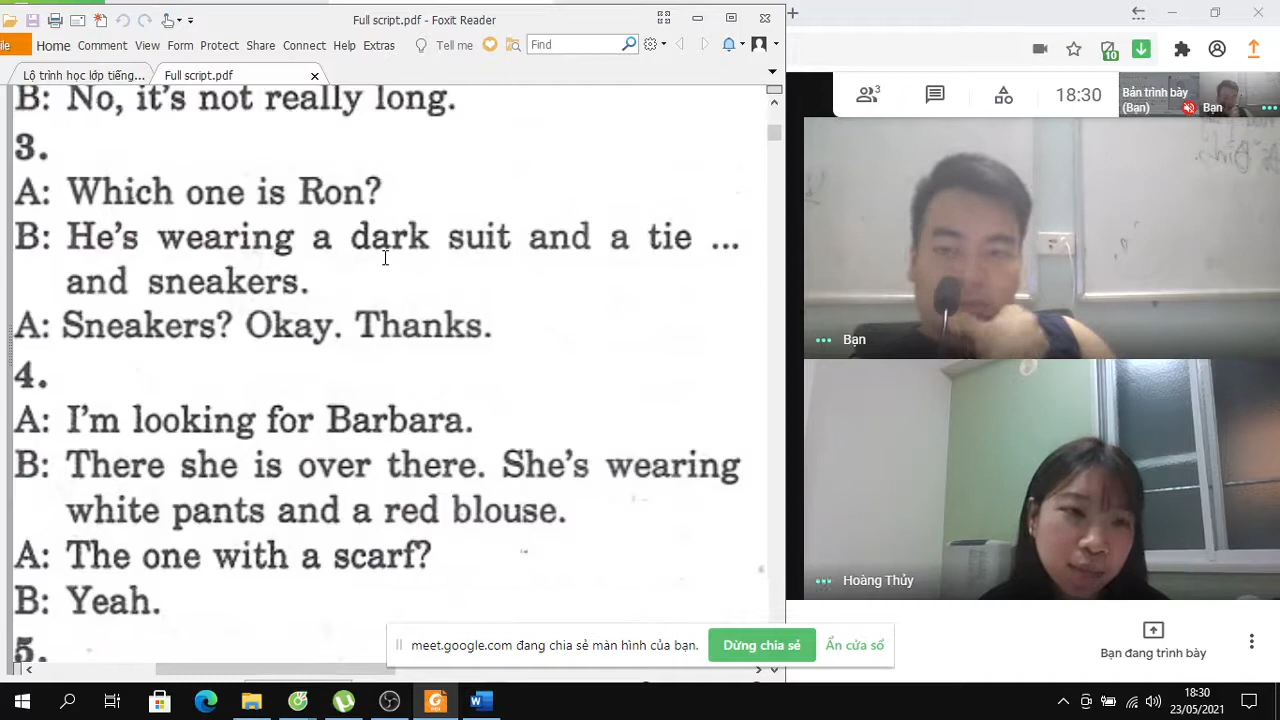 Full script.pdf - Foxit Reader
File Home Comment View Form Protect Share Connect Help Extras Tell me Find
Lộ trình học lớp tiếng... Full script.pdf
B: No, it's not really long.
3.
A: Which one is Ron?
B: He's wearing a dark suit and a tie ...
and sneakers.
A: Sneakers? Okay. Thanks.
4.
A: I'm looking for Barbara.
B: There she is over there. She's wearing
white pants and a red blouse.
A: The one with a scarf?
B: Yeah.
5.
10
3 18:30
Bản trình bày
(Bạn)
Bạn
Bạn
Hoàng Thủy
meet.google.com đang chia sẻ màn hình của bạn. Dừng chia sẻ Ẩn cửa sổ
Bạn đang trình bày
18:30
23/05/2021